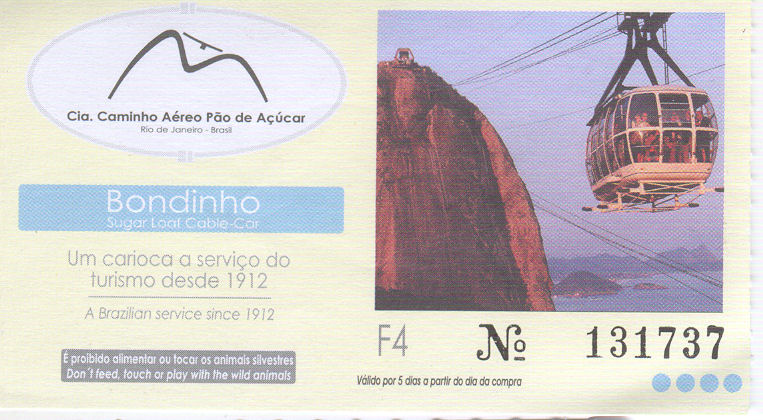 Cia. Caminho Aéreo Pão de Açúcar
Rio de Janeiro - Brasil
Bondinho
Sugar Loaf Cable-Car
Um carioca a serviço do
turismo desde 1912
A Brazilian service since 1912
É proibido alimentar ou tocar os animais silvestres
Don´t feed, touch or play with the wild animals
F4 Nº 131737
Válido por 5 dias a partir do dia da compra